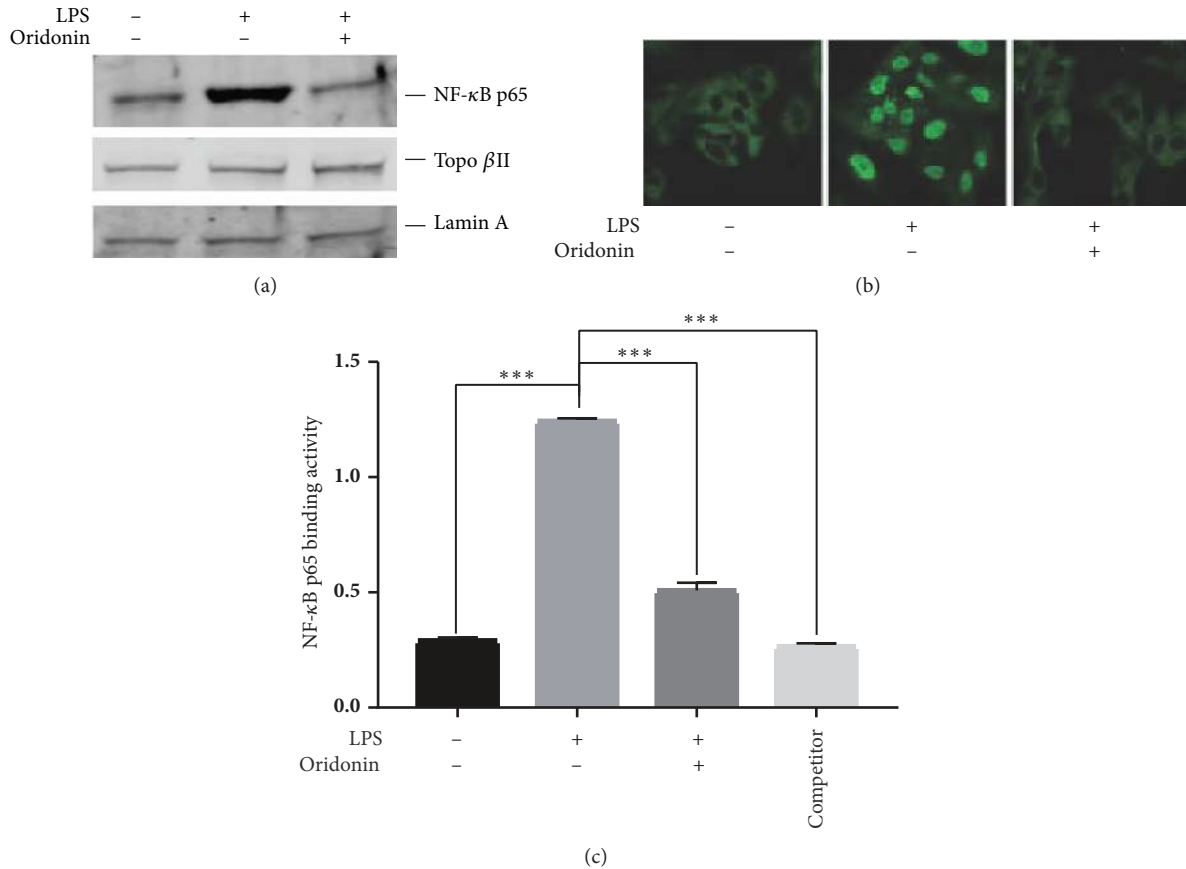 LPS – + +
Oridonin – – +
NF-κB p65
Topo βII
Lamin A
(a)
LPS – + +
Oridonin – – +
(b)
***
***
***
1.5
1.0
0.5
0.0
NF-κB p65 binding activity
LPS – + +
Oridonin – – +
Competitor
(c)